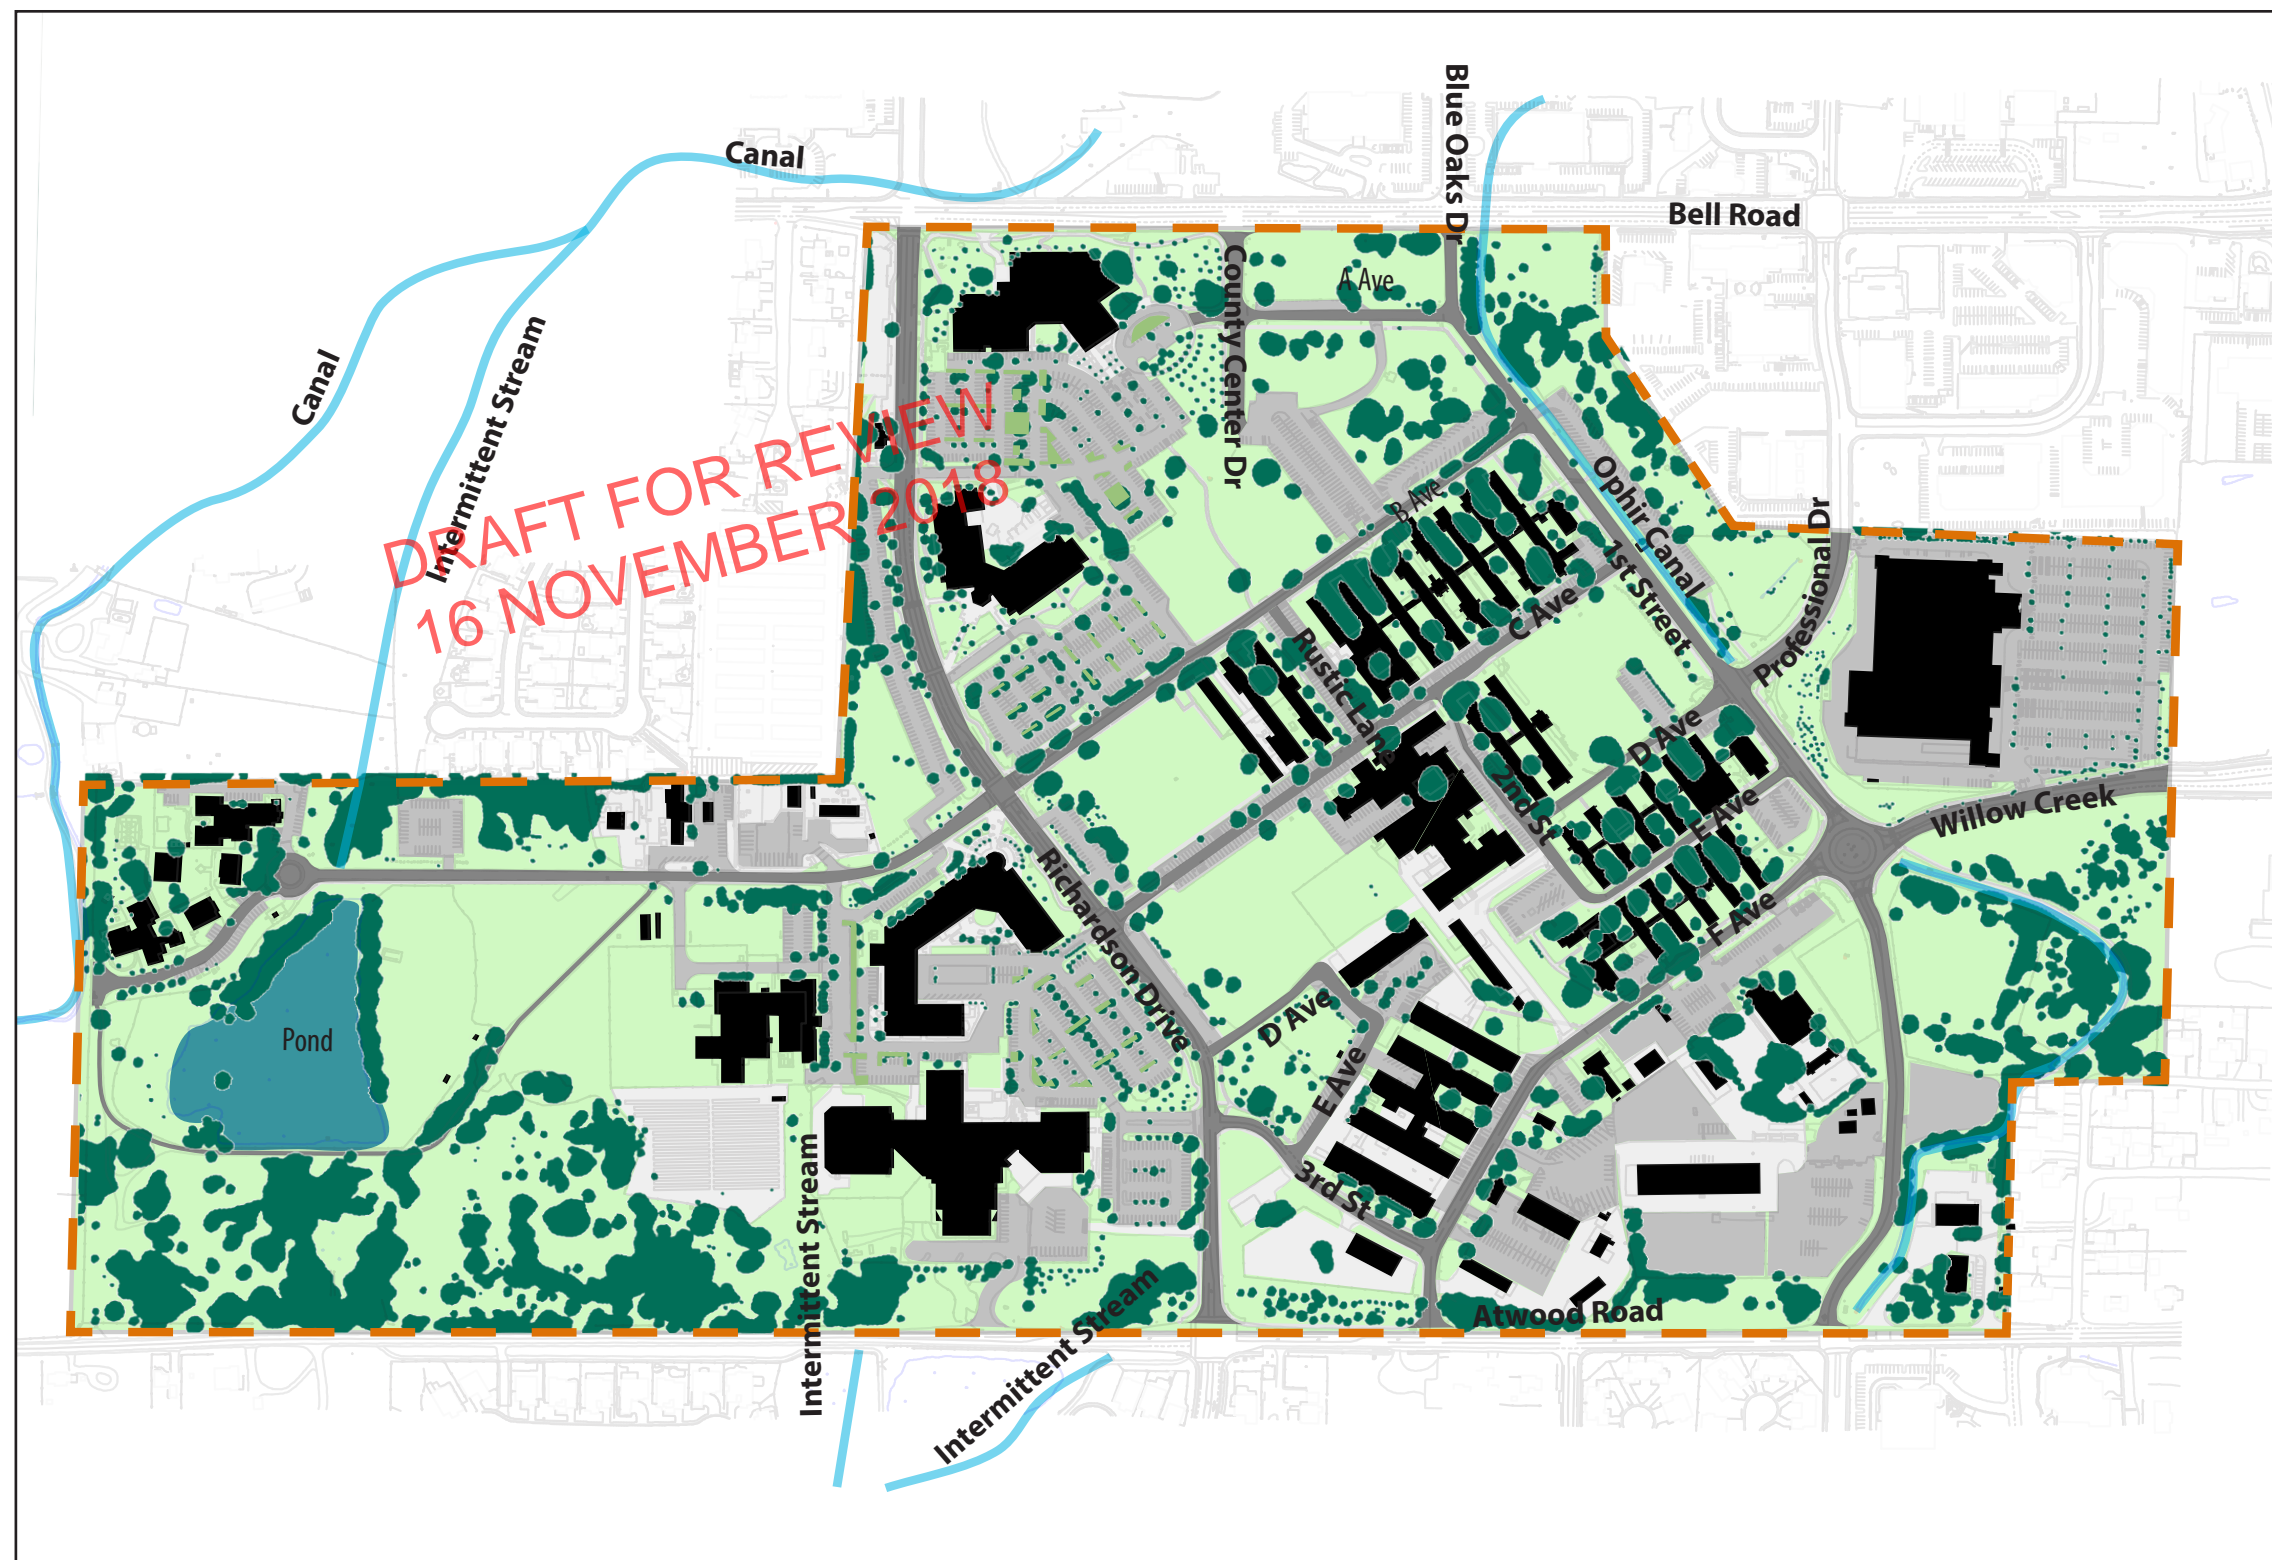 Blue Oaks Dr
Canal
Bell Road
County Center Dr
A Ave
Canal
Intermittent Stream
DRAFT FOR REVIEW
16 NOVEMBER 2018
B Ave
Ophir Canal
Professional Dr
1st Street
C Ave
Rustic Lane
D Ave
2nd St
E Ave
Willow Creek
F Ave
Richardson Drive
Pond
D Ave
E Ave
3rd St
Intermittent Stream
Intermittent Stream
Atwood Road